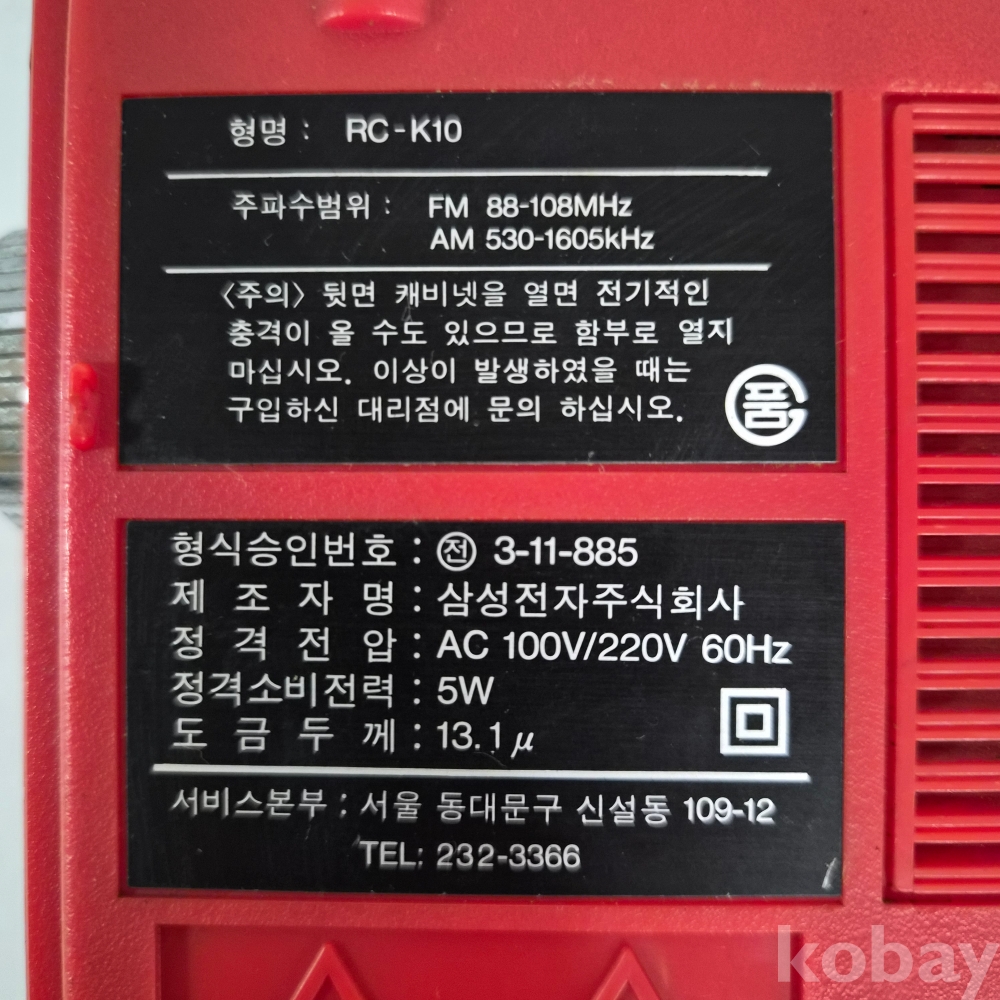 형명 : RC-K10
주파수범위 : FM 88-108MHz
AM 530-1605kHz
〈주의〉 뒷면 캐비넷을 열면 전기적인
충격이 올 수도 있으므로 함부로 열지
마십시오. 이상이 발생하였을 때는
구입하신 대리점에 문의 하십시오.
품
형식승인번호 : ㉠전 3-11-885
제 조 자 명 : 삼성전자주식회사
정 격 전 압 : AC 100V/220V 60Hz
정격소비전력 : 5W
도 금 두 께 : 13.1μ
서비스본부 : 서울 동대문구 신설동 109-12
TEL: 232-3366
kobay